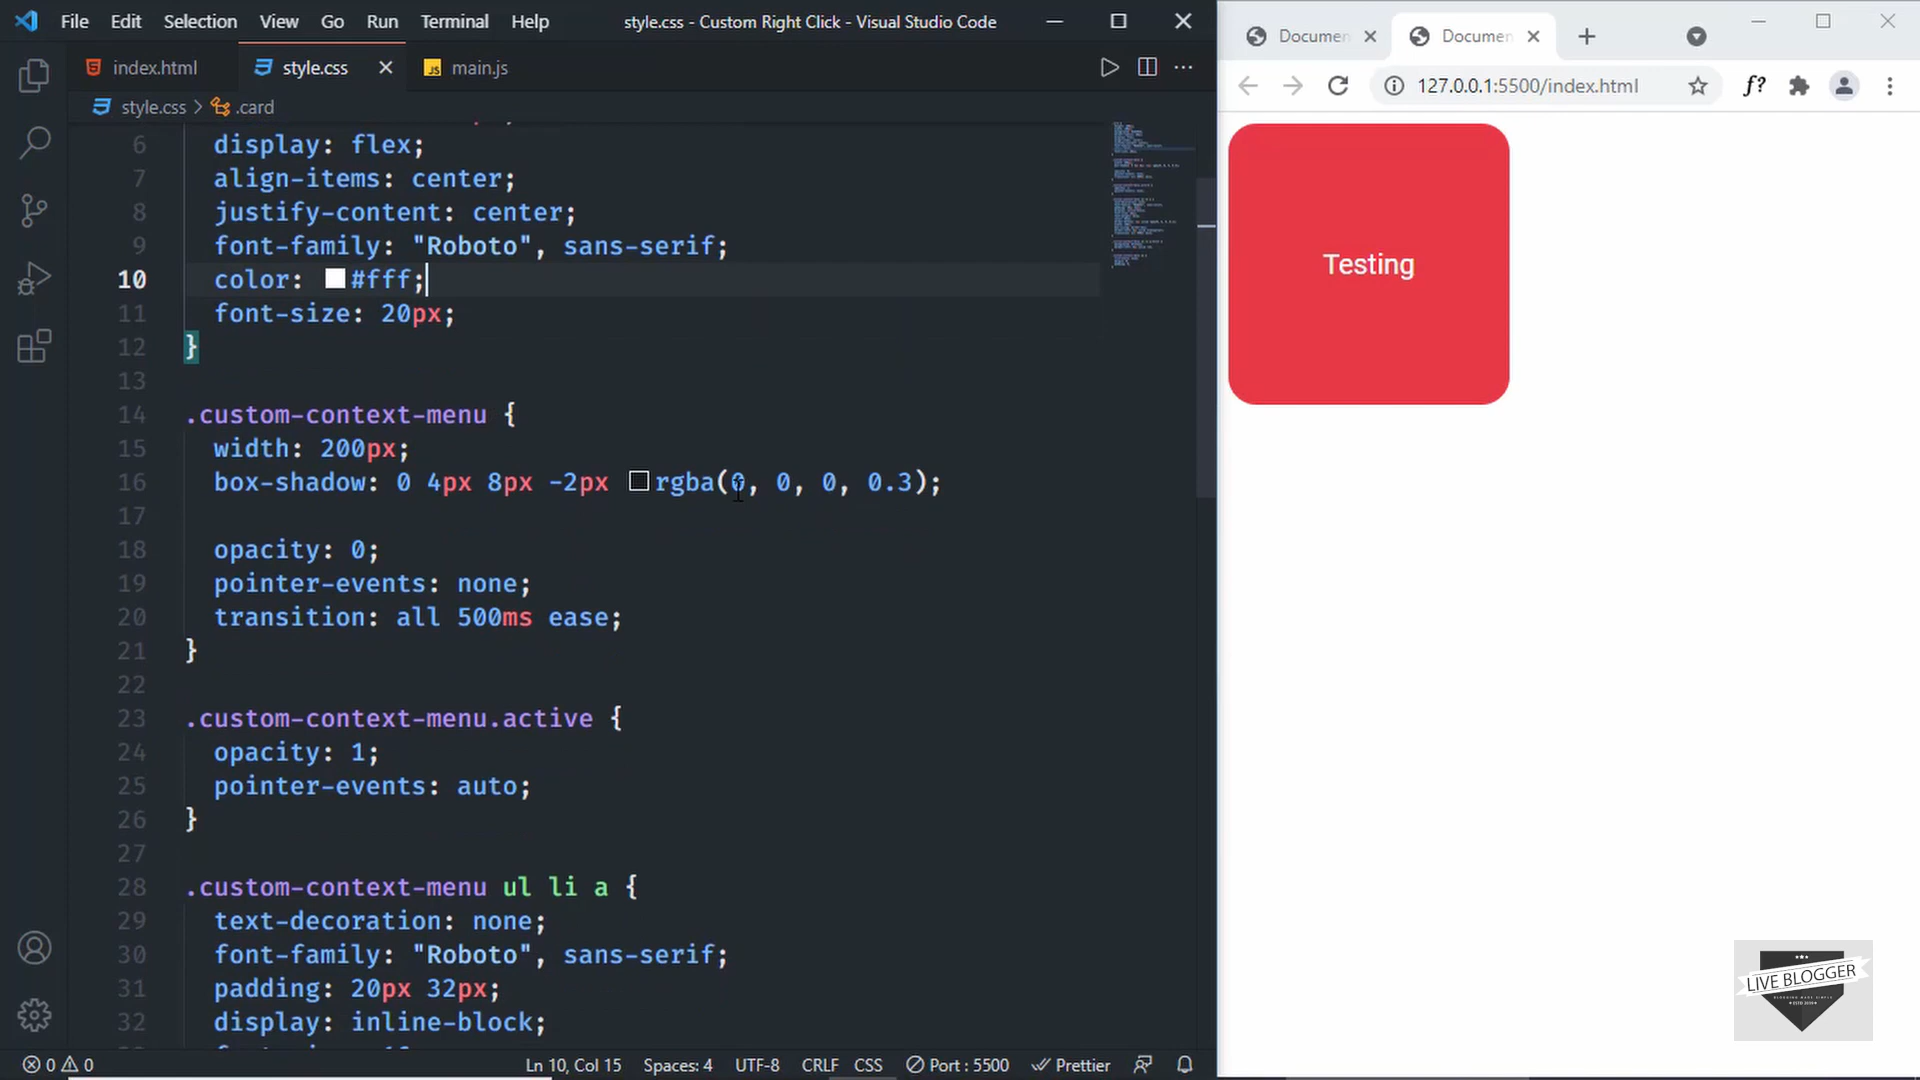 File Edit Selection View Go Run Terminal Help style.css - Custom Right Click - Visual Studio Code
index.html style.css main.js
style.css > .card
6 display: flex;
7 align-items: center;
8 justify-content: center;
9 font-family: "Roboto", sans-serif;
10 color: #fff;
11 font-size: 20px;
12 }
13
14 .custom-context-menu {
15 width: 200px;
16 box-shadow: 0 4px 8px -2px rgba(0, 0, 0, 0.3);
17
18 opacity: 0;
19 pointer-events: none;
20 transition: all 500ms ease;
21 }
22
23 .custom-context-menu.active {
24 opacity: 1;
25 pointer-events: auto;
26 }
27
28 .custom-context-menu ul li a {
29 text-decoration: none;
30 font-family: "Roboto", sans-serif;
31 padding: 20px 32px;
32 display: inline-block;
0 0 Ln 10, Col 15 Spaces: 4 UTF-8 CRLF CSS Port : 5500 Prettier
Documen Documen
127.0.0.1:5500/index.html f?
Testing
LIVE BLOGGER